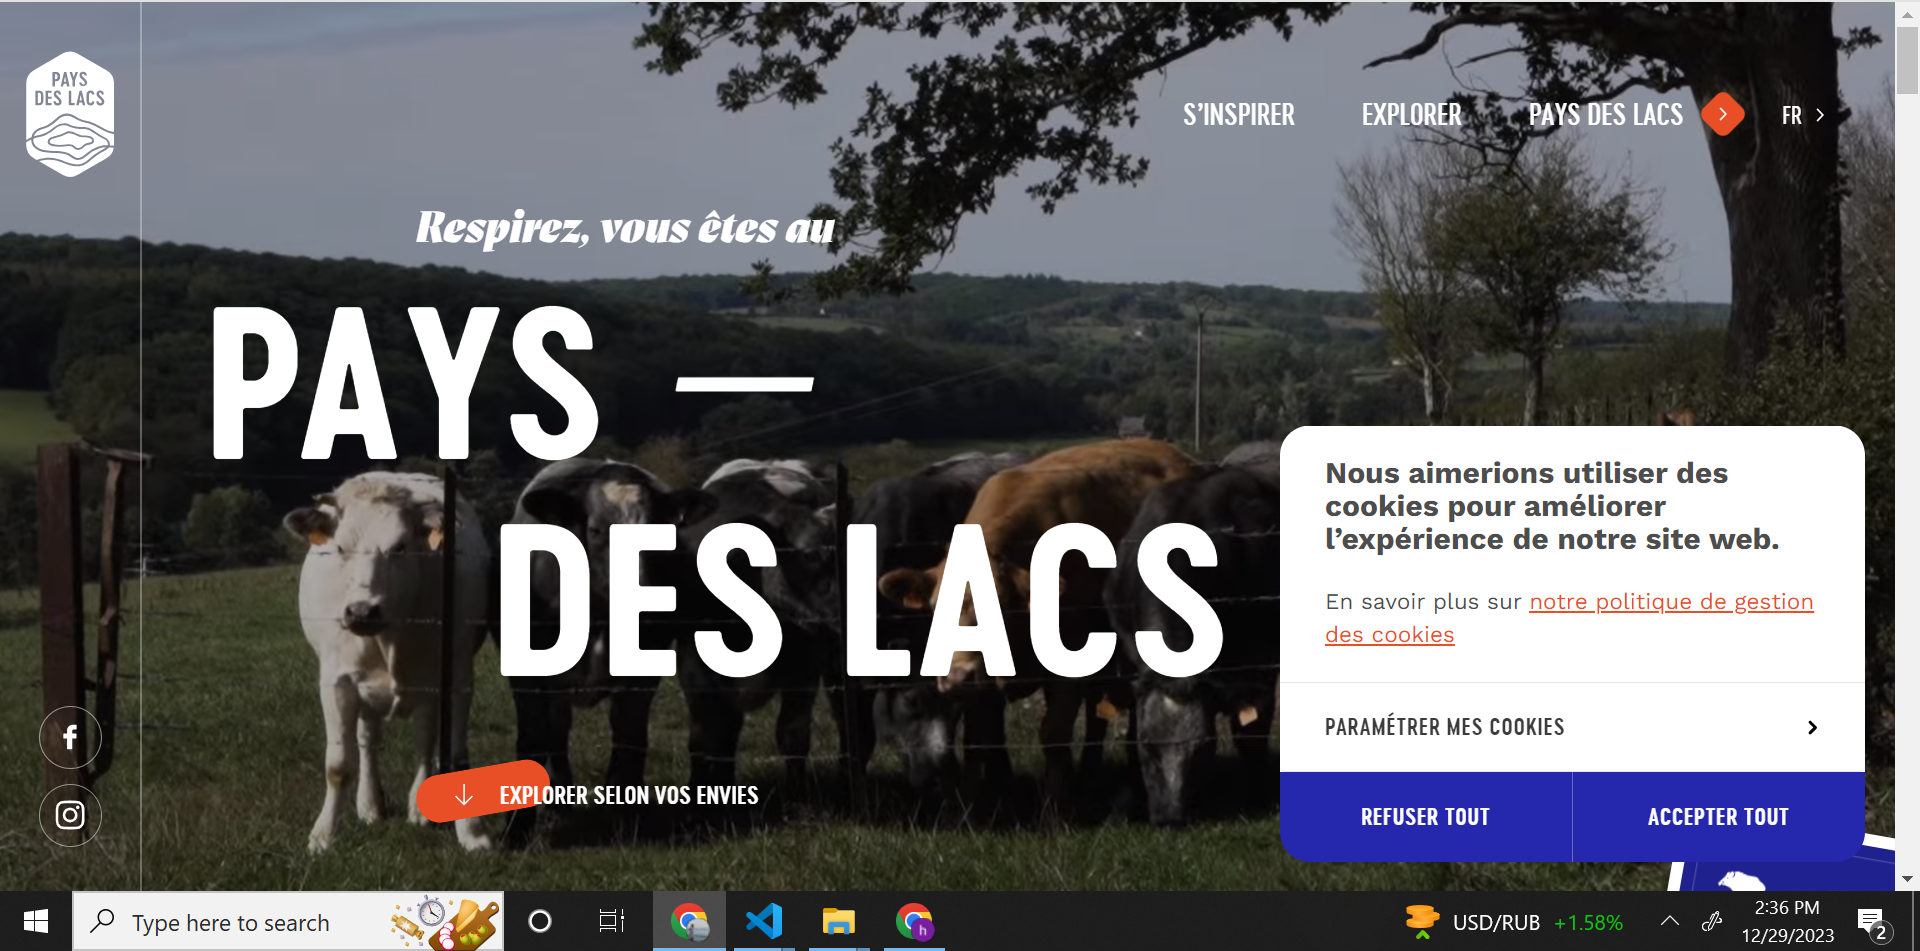 PAYS
DES LACS
S'INSPIRER
EXPLORER
PAYS DES LACS
FR
Respirez, vous êtes au
PAYS —
DES LACS
EXPLORER SELON VOS ENVIES
Nous aimerions utiliser des
cookies pour améliorer
l’expérience de notre site web.
En savoir plus sur notre politique de gestion
des cookies
PARAMÉTRER MES COOKIES
REFUSER TOUT
ACCEPTER TOUT
Type here to search
h
USD/RUB +1.58%
2:36 PM
12/29/2023
2